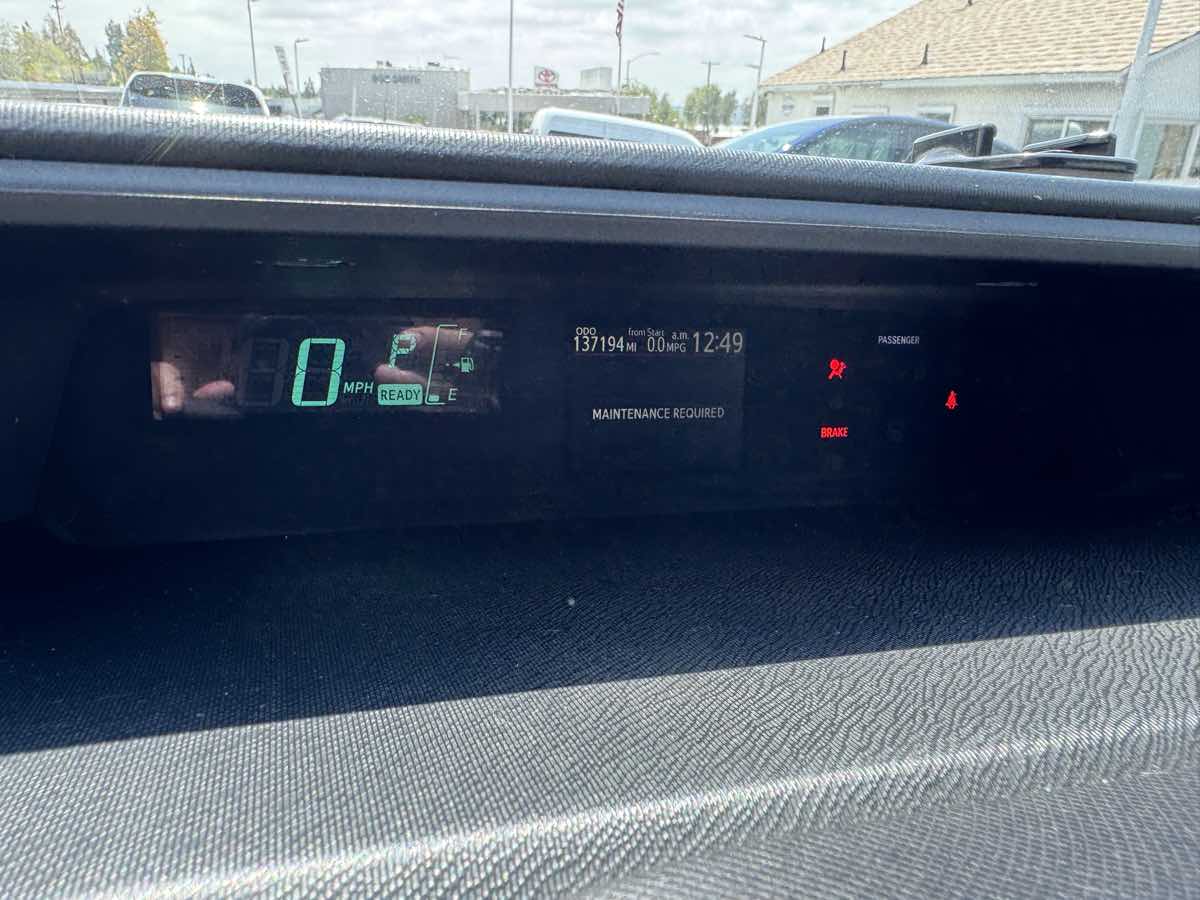 ODO from Start a.m.
137194 MI 0.0 MPG 12:49
PASSENGER
F
P
0 MPH READY
E
MAINTENANCE REQUIRED
BRAKE